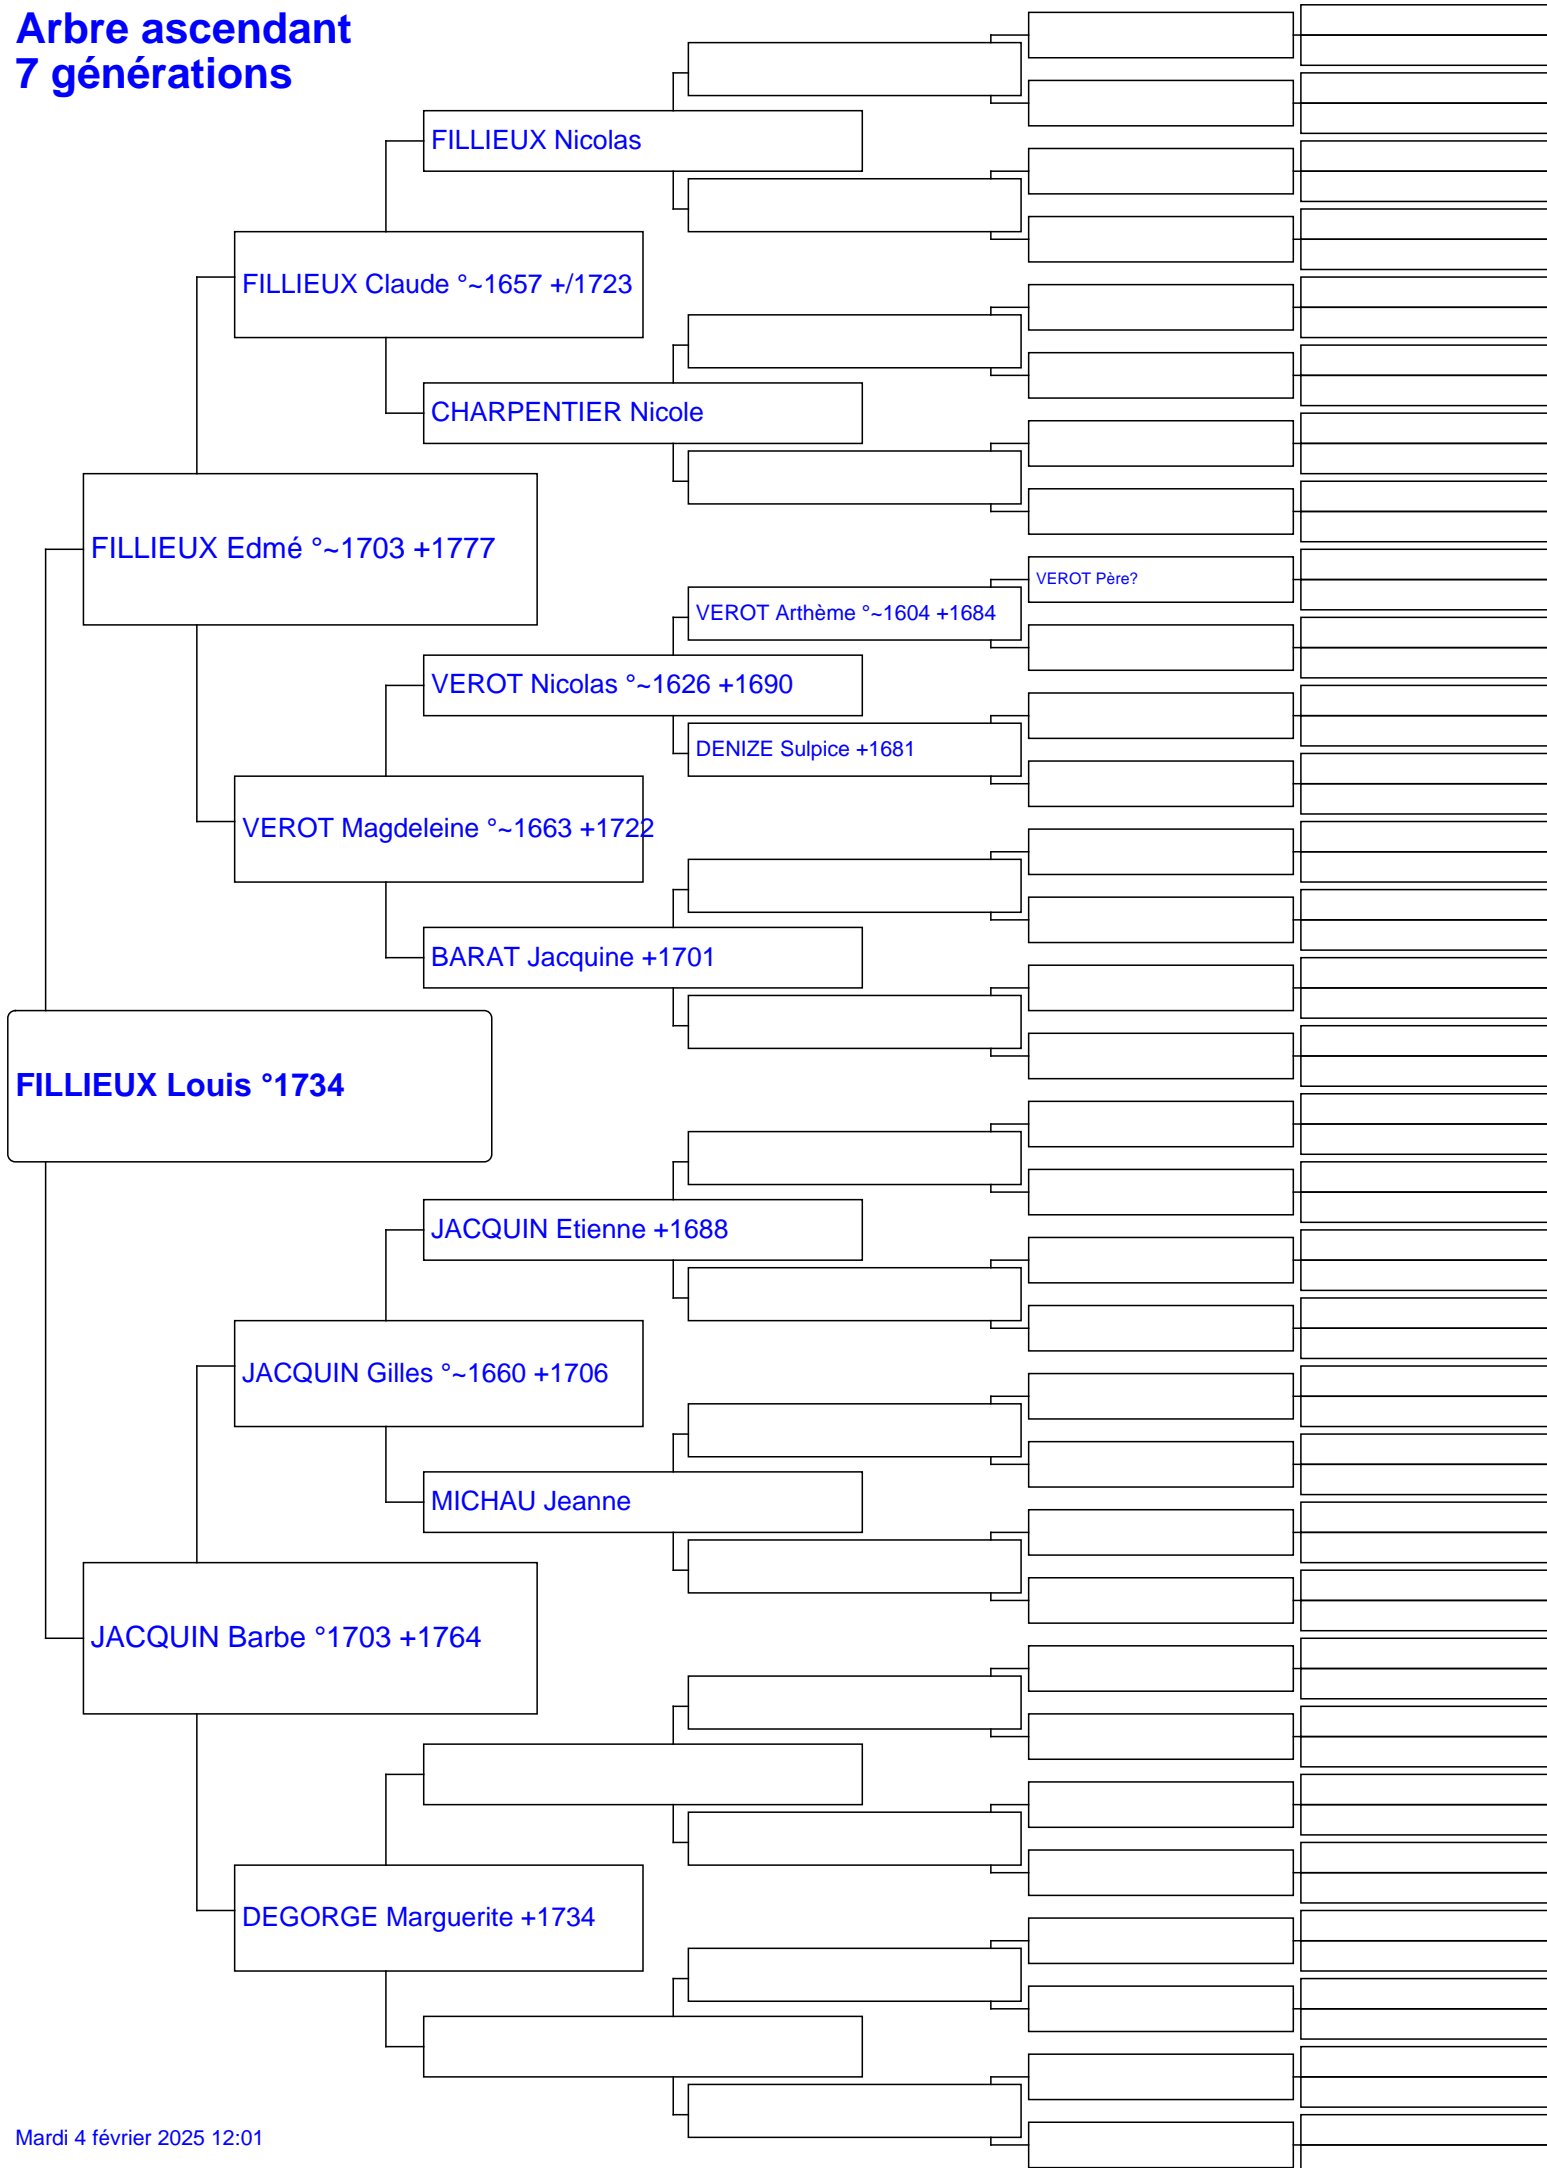 Arbre ascendant
7 générations
FILLIEUX Nicolas
FILLIEUX Claude °~1657 +/1723
CHARPENTIER Nicole
FILLIEUX Edmé °~1703 +1777
VEROT Père?
VEROT Arthème °~1604 +1684
VEROT Nicolas °~1626 +1690
DENIZE Sulpice +1681
VEROT Magdeleine °~1663 +1722
BARAT Jacquine +1701
FILLIEUX Louis °1734
JACQUIN Etienne +1688
JACQUIN Gilles °~1660 +1706
MICHAU Jeanne
JACQUIN Barbe °1703 +1764
DEGORGE Marguerite +1734
Mardi 4 février 2025 12:01